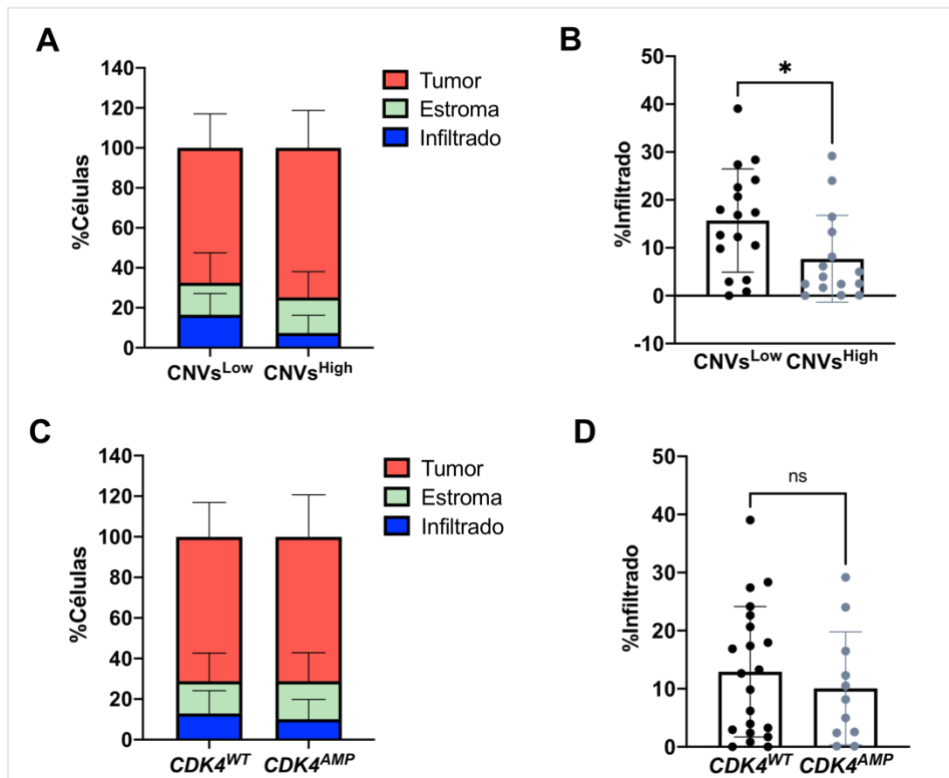 A
140
120
100
80
60
40
20
0
%Células
CNVsLow CNVsHigh
Tumor
Estroma
Infiltrado
B
50
40
30
20
10
0
-10
%Infiltrado
*
CNVsLow CNVsHigh
C
140
120
100
80
60
40
20
0
%Células
CDK4WT CDK4AMP
Tumor
Estroma
Infiltrado
D
50
40
30
20
10
0
%Infiltrado
ns
CDK4WT CDK4AMP